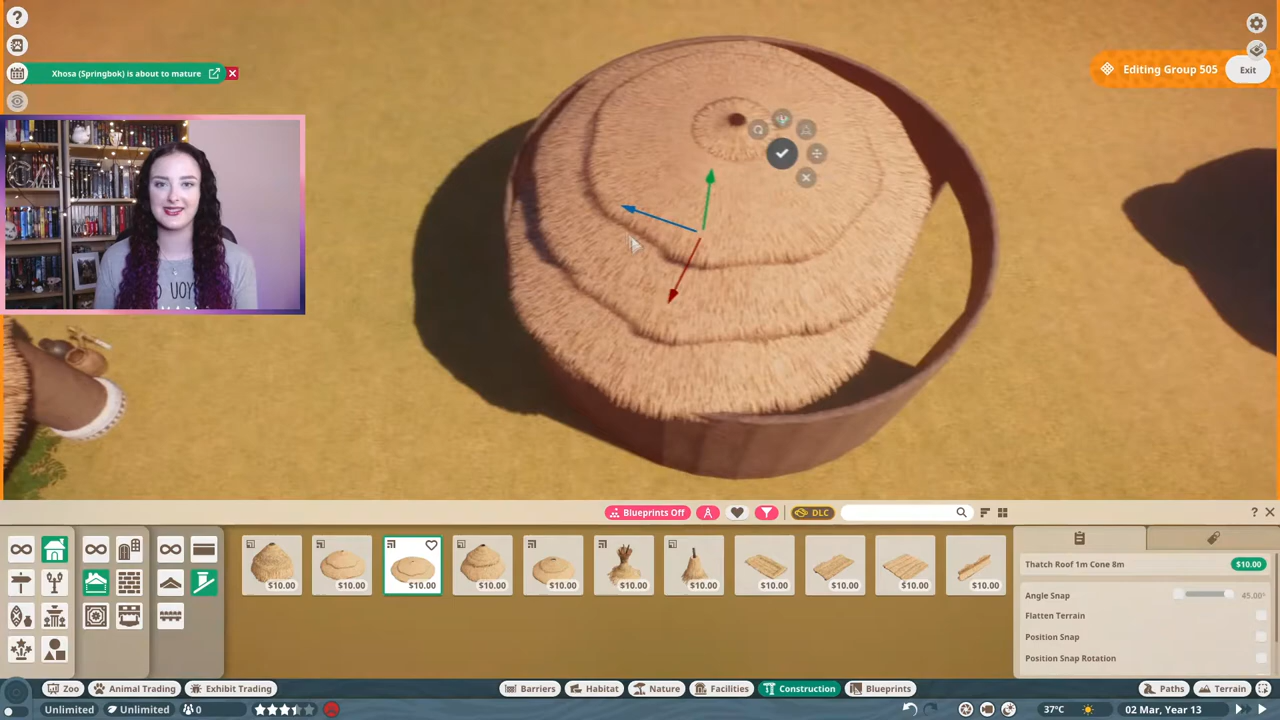 ?
Xhosa (Springbok) is about to mature
Editing Group 505
Exit
Blueprints Off
DLC
?
$10.00
$10.00
$10.00
$10.00
$10.00
$10.00
$10.00
$10.00
$10.00
$10.00
$10.00
Thatch Roof 1m Cone 8m
$10.00
Angle Snap
45.00°
Flatten Terrain
Position Snap
Position Snap Rotation
Zoo
Animal Trading
Exhibit Trading
Barriers
Habitat
Nature
Facilities
Construction
Blueprints
Paths
Terrain
Unlimited
Unlimited
0
37°C
02 Mar, Year 13